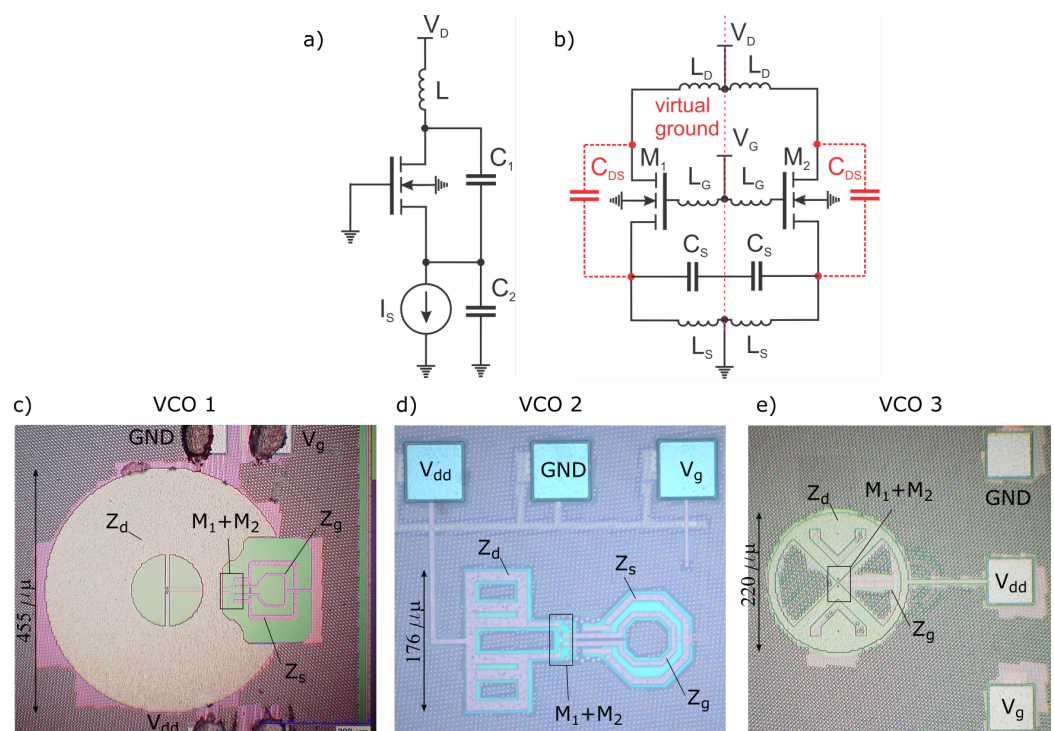 a)
V_D
L
C_1
I_S
C_2
b)
V_D
L_D L_D
virtual
ground
V_G
M_1 M_2
C_DS C_DS
L_G L_G
C_S C_S
L_S L_S
c) VCO 1
GND
V_g
Z_d
M_1+M_2
Z_g
455 //μ
Z_s
V_dd
d) VCO 2
V_dd GND V_g
Z_d
Z_s
176 //μ
Z_g
M_1+M_2
e) VCO 3
M_1+M_2
Z_d
GND
220 //μ
V_dd
Z_g
V_g